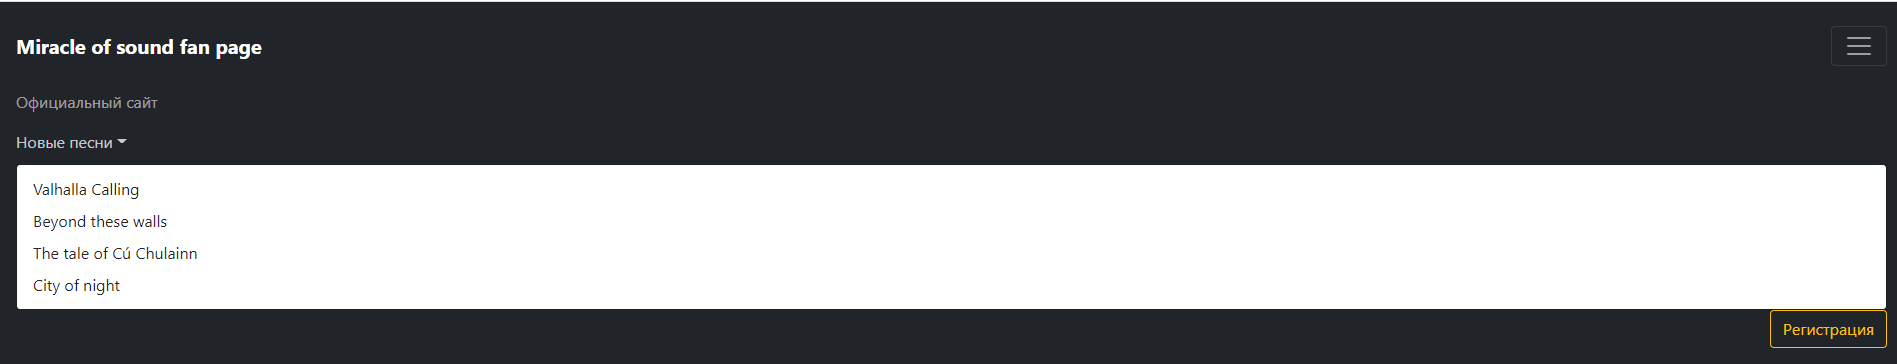 Miracle of sound fan page
Официальный сайт
Новые песни
Valhalla Calling
Beyond these walls
The tale of Cú Chulainn
City of night
Регистрация